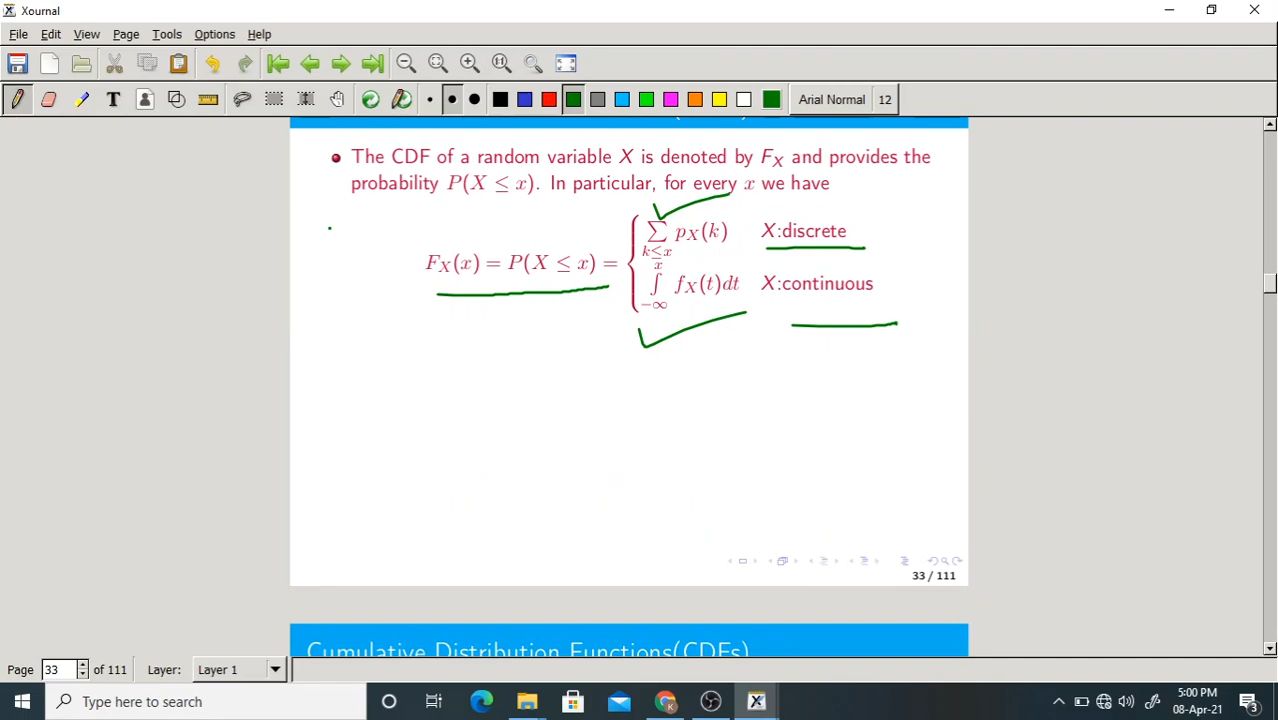 Xournal
File Edit View Page Tools Options Help
Arial Normal 12
The CDF of a random variable X is denoted by F_X and provides the
probability P(X ≤ x). In particular, for every x we have
F_X(x) = P(X ≤ x) = { ∑_{k≤x} p_X(k) X:discrete
∫_{-∞}^{x} f_X(t)dt X:continuous
33 / 111
Cumulative Distribution Functions(CDFs)
Page 33 of 111 Layer: Layer 1
Type here to search
5:00 PM
08-Apr-21
3